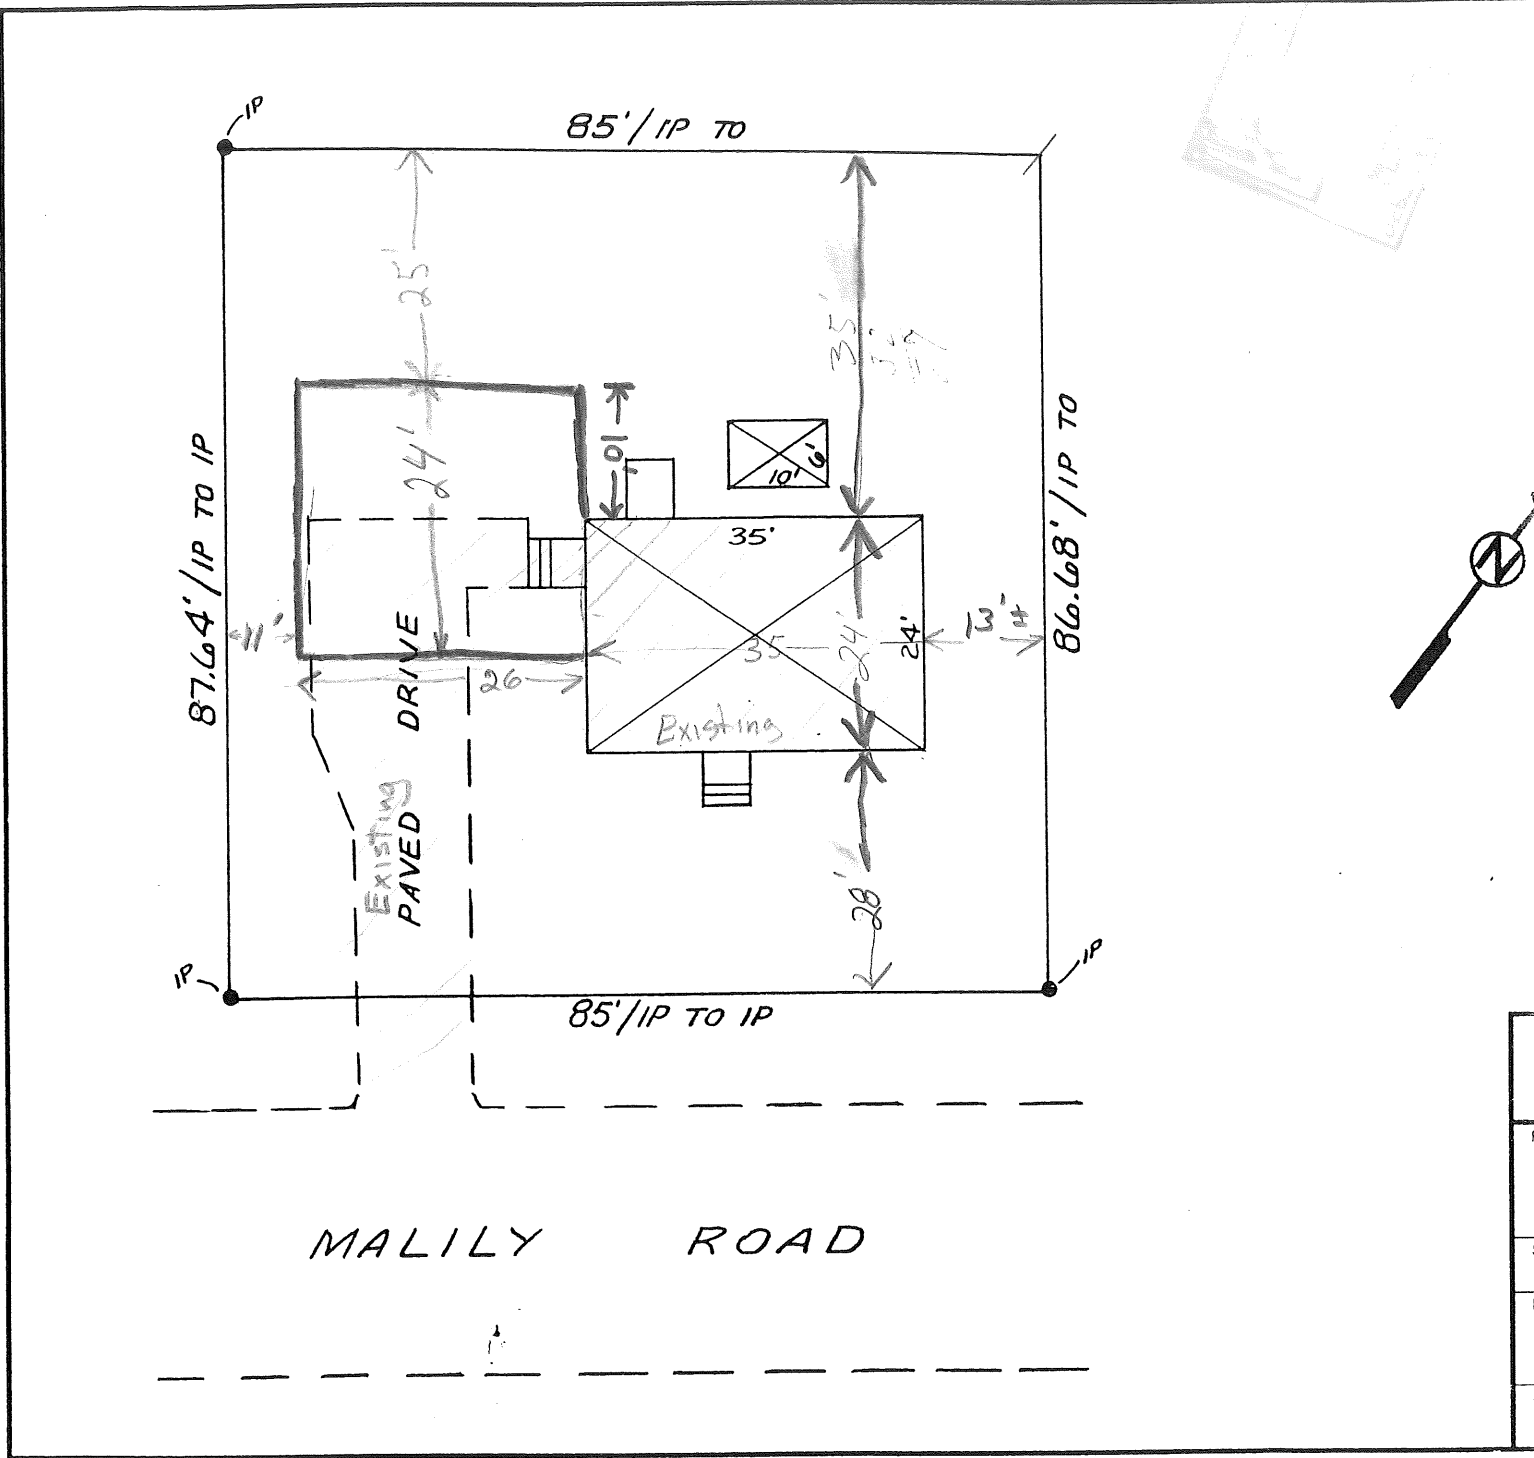 IP
85'/IP TO
25'
35'
10'
24'
10'
6'
87.64'/IP TO IP
86.68'/IP TO
35'
N
11'
DRIVE
35
24'
24'
13'±
26
Existing
Existing
PAVED
28'
IP
IP
85'/IP TO IP
MALILY ROAD